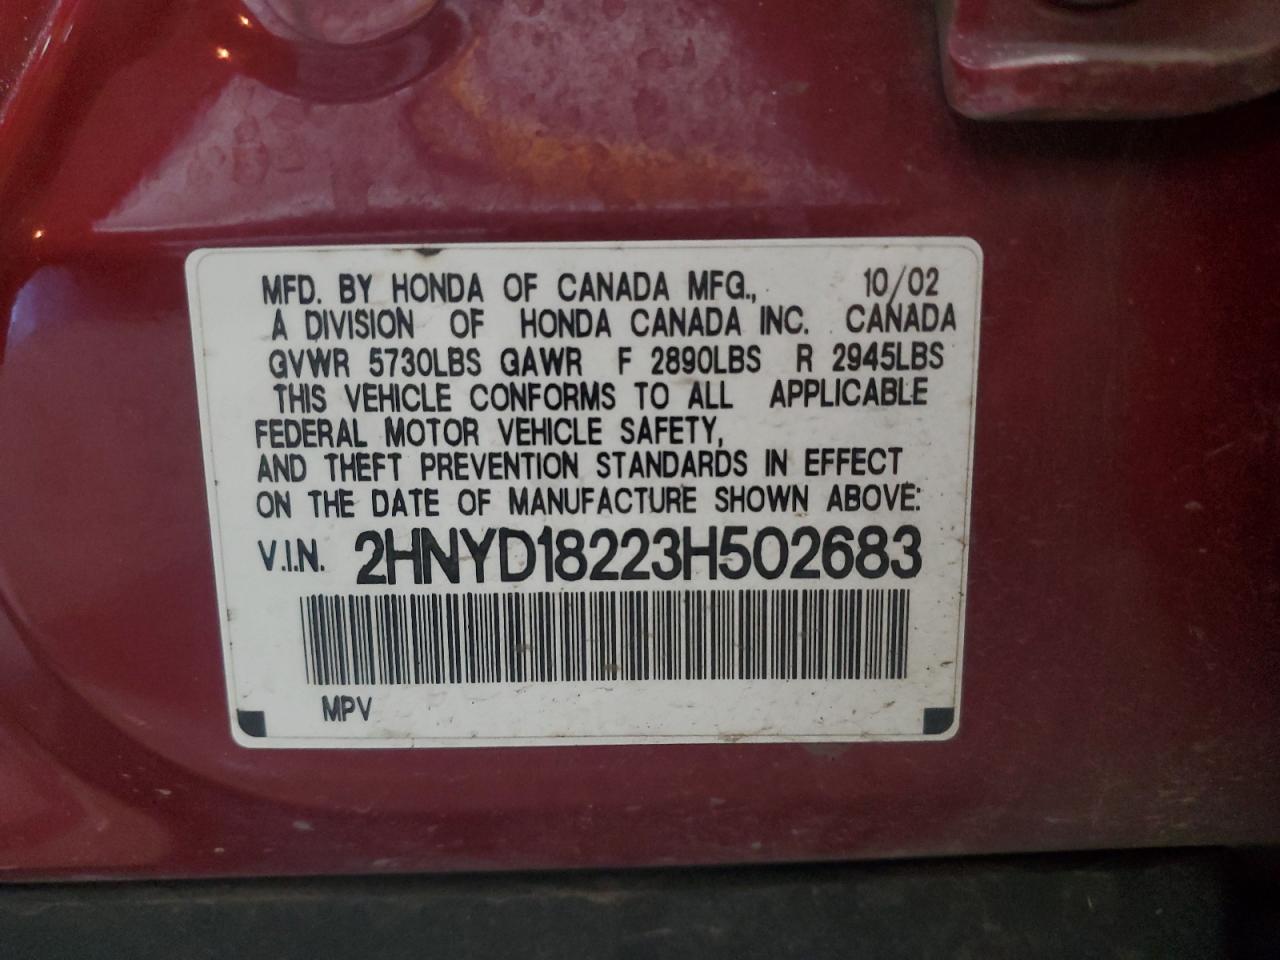 MFD. BY HONDA OF CANADA MFG., 10/02
A DIVISION OF HONDA CANADA INC. CANADA
GVWR 5730LBS GAWR F 2890LBS R 2945LBS
THIS VEHICLE CONFORMS TO ALL APPLICABLE
FEDERAL MOTOR VEHICLE SAFETY,
AND THEFT PREVENTION STANDARDS IN EFFECT
ON THE DATE OF MANUFACTURE SHOWN ABOVE:
V.I.N. 2HNYD18223H502683
MPV